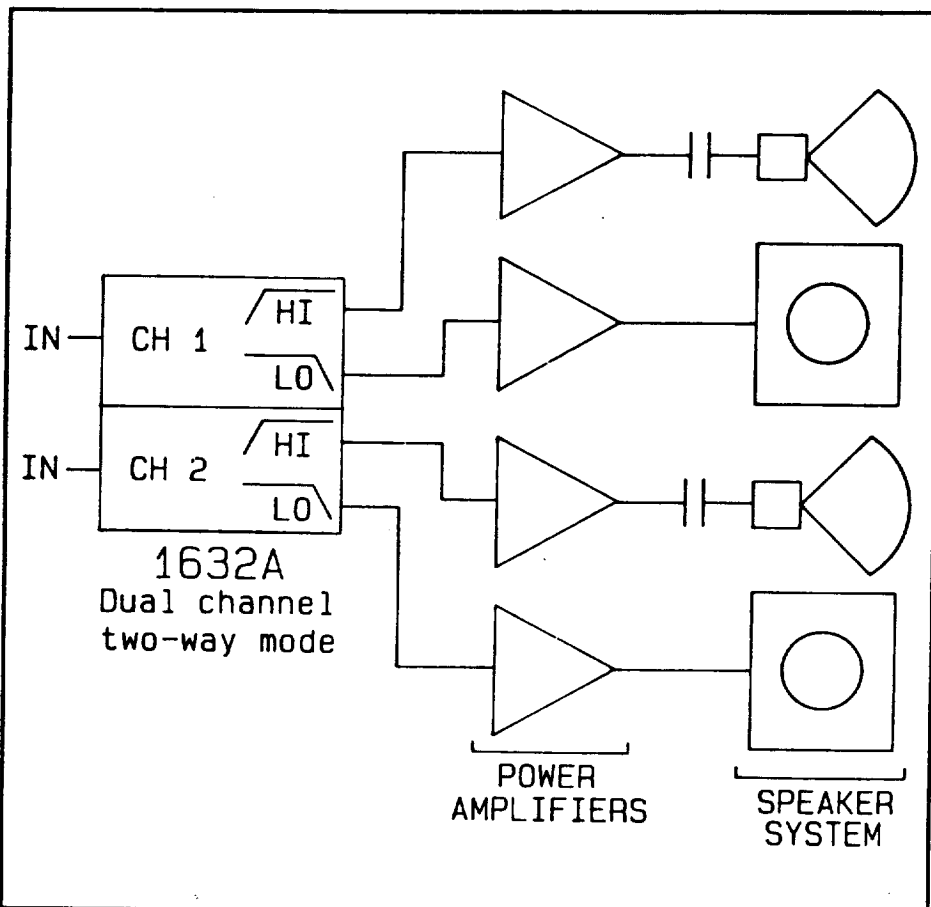 IN
CH 1
HI
LO
IN
CH 2
HI
LO
1632A
Dual channel
two-way mode
POWER
AMPLIFIERS
SPEAKER
SYSTEM